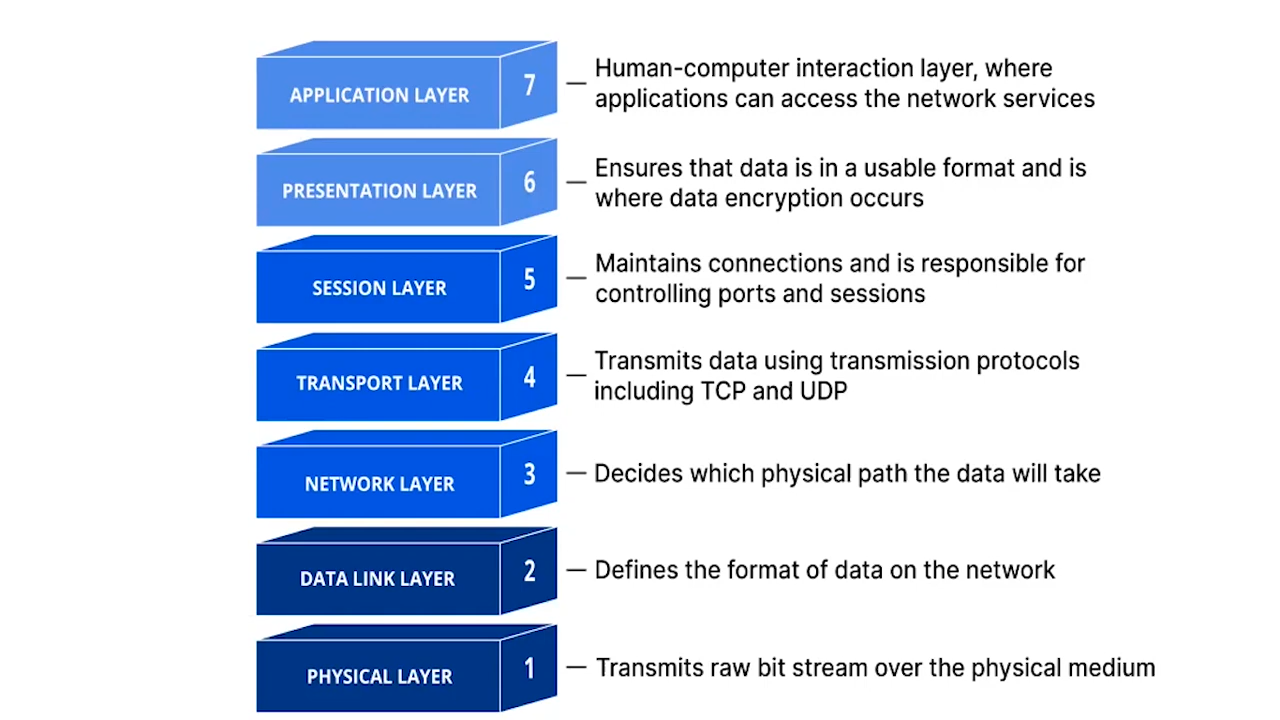 APPLICATION LAYER
7
Human-computer interaction layer, where
applications can access the network services
PRESENTATION LAYER
6
Ensures that data is in a usable format and is
where data encryption occurs
SESSION LAYER
5
Maintains connections and is responsible for
controlling ports and sessions
TRANSPORT LAYER
4
Transmits data using transmission protocols
including TCP and UDP
NETWORK LAYER
3
Decides which physical path the data will take
DATA LINK LAYER
2
Defines the format of data on the network
PHYSICAL LAYER
1
Transmits raw bit stream over the physical medium